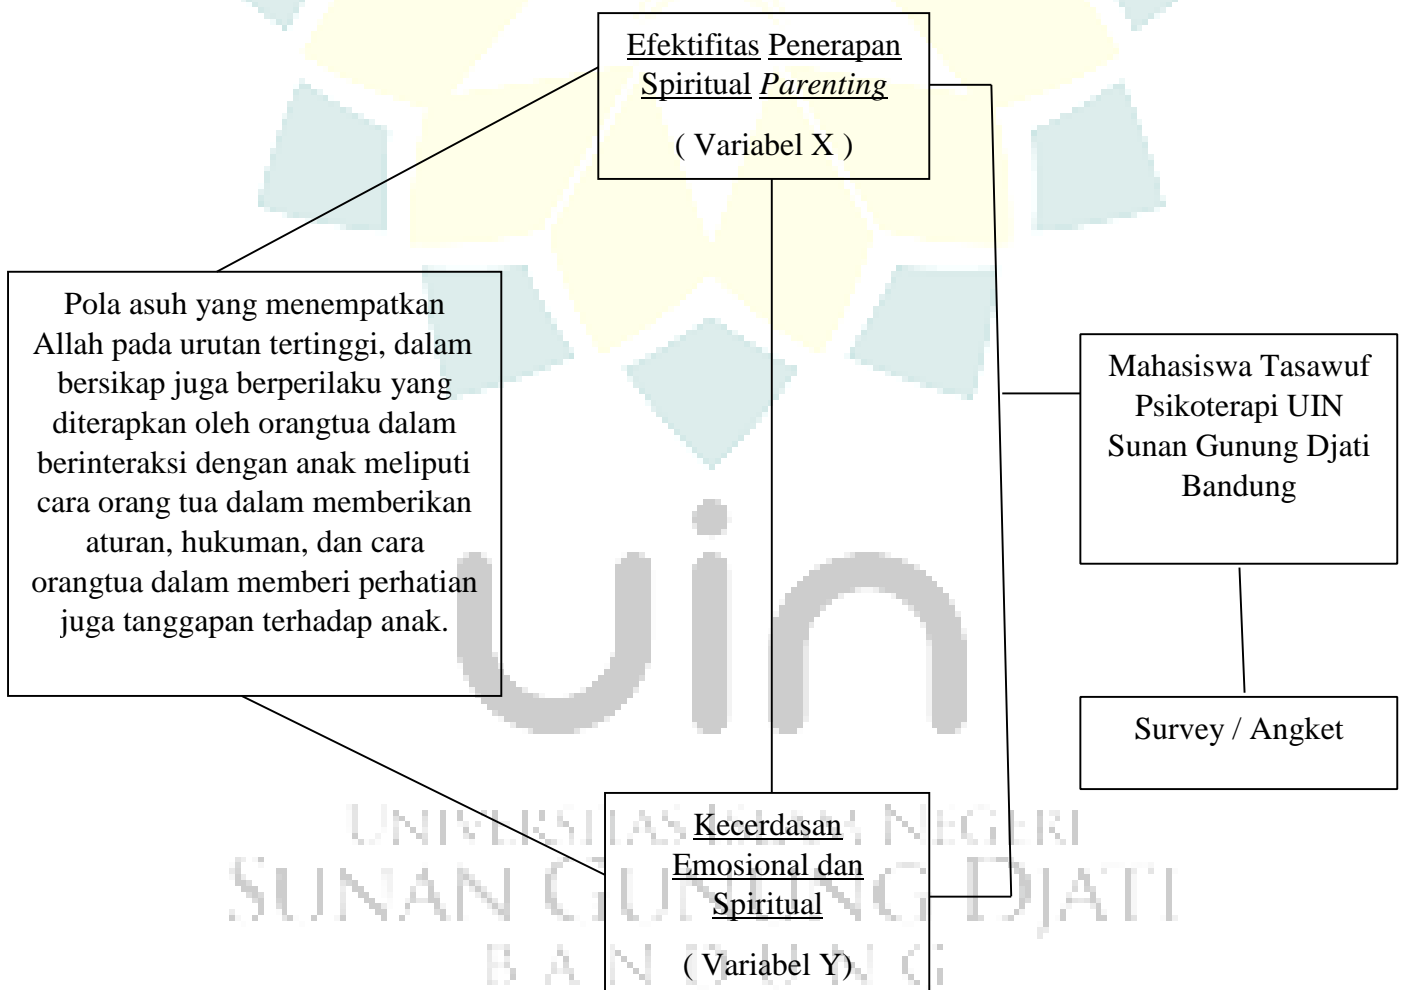 Efektifitas Penerapan
Spiritual Parenting
( Variabel X )
Pola asuh yang menempatkan
Allah pada urutan tertinggi, dalam
bersikap juga berperilaku yang
diterapkan oleh orangtua dalam
berinteraksi dengan anak meliputi
cara orang tua dalam memberikan
aturan, hukuman, dan cara
orangtua dalam memberi perhatian
juga tanggapan terhadap anak.
Mahasiswa Tasawuf
Psikoterapi UIN
Sunan Gunung Djati
Bandung
Survey / Angket
Kecerdasan
Emosional dan
Spiritual
( Variabel Y)
uin
UNIVERSITAS ISLAM NEGERI
SUNAN GUNUNG DJATI
BANDUNG